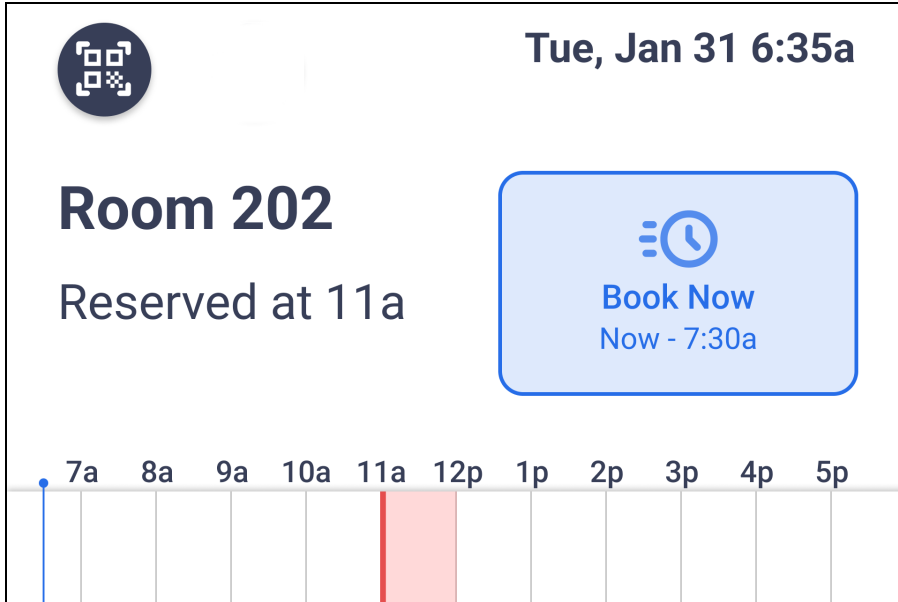 Tue, Jan 31 6:35a
Room 202
Reserved at 11a
Book Now
Now - 7:30a
7a 8a 9a 10a 11a 12p 1p 2p 3p 4p 5p